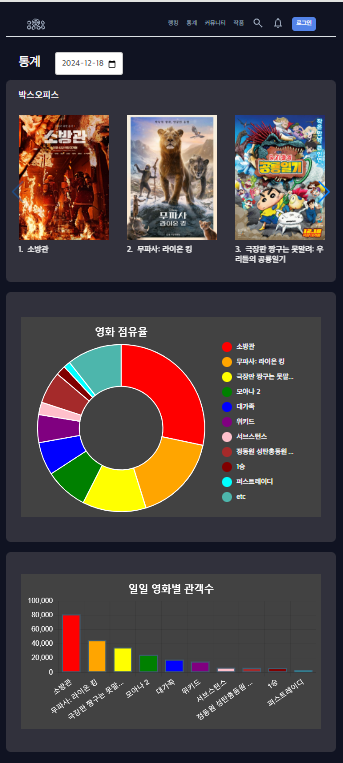 랭킹 통계 커뮤니티 작품 로그인
통계
2024-12-18
박스오피스
소방관
무파사
라이온 킹
공룡일기
1. 소방관
2. 무파사: 라이온 킹
3. 극장판 짱구는 못말려: 우
리들의 공룡일기
영화 점유율
소방관
무파사: 라이온 킹
극장판 짱구는 못말...
모아나 2
대가족
위키드
서브스턴스
정동원 성탄총동원 ...
1승
퍼스트레이디
etc
일일 영화별 관객수
100,000
80,000
60,000
40,000
20,000
0
소방관
무파사: 라이온 킹
극장판 짱구는 못말...
모아나 2
대가족
위키드
서브스턴스
정동원 성탄총동원 ...
1승
퍼스트레이디